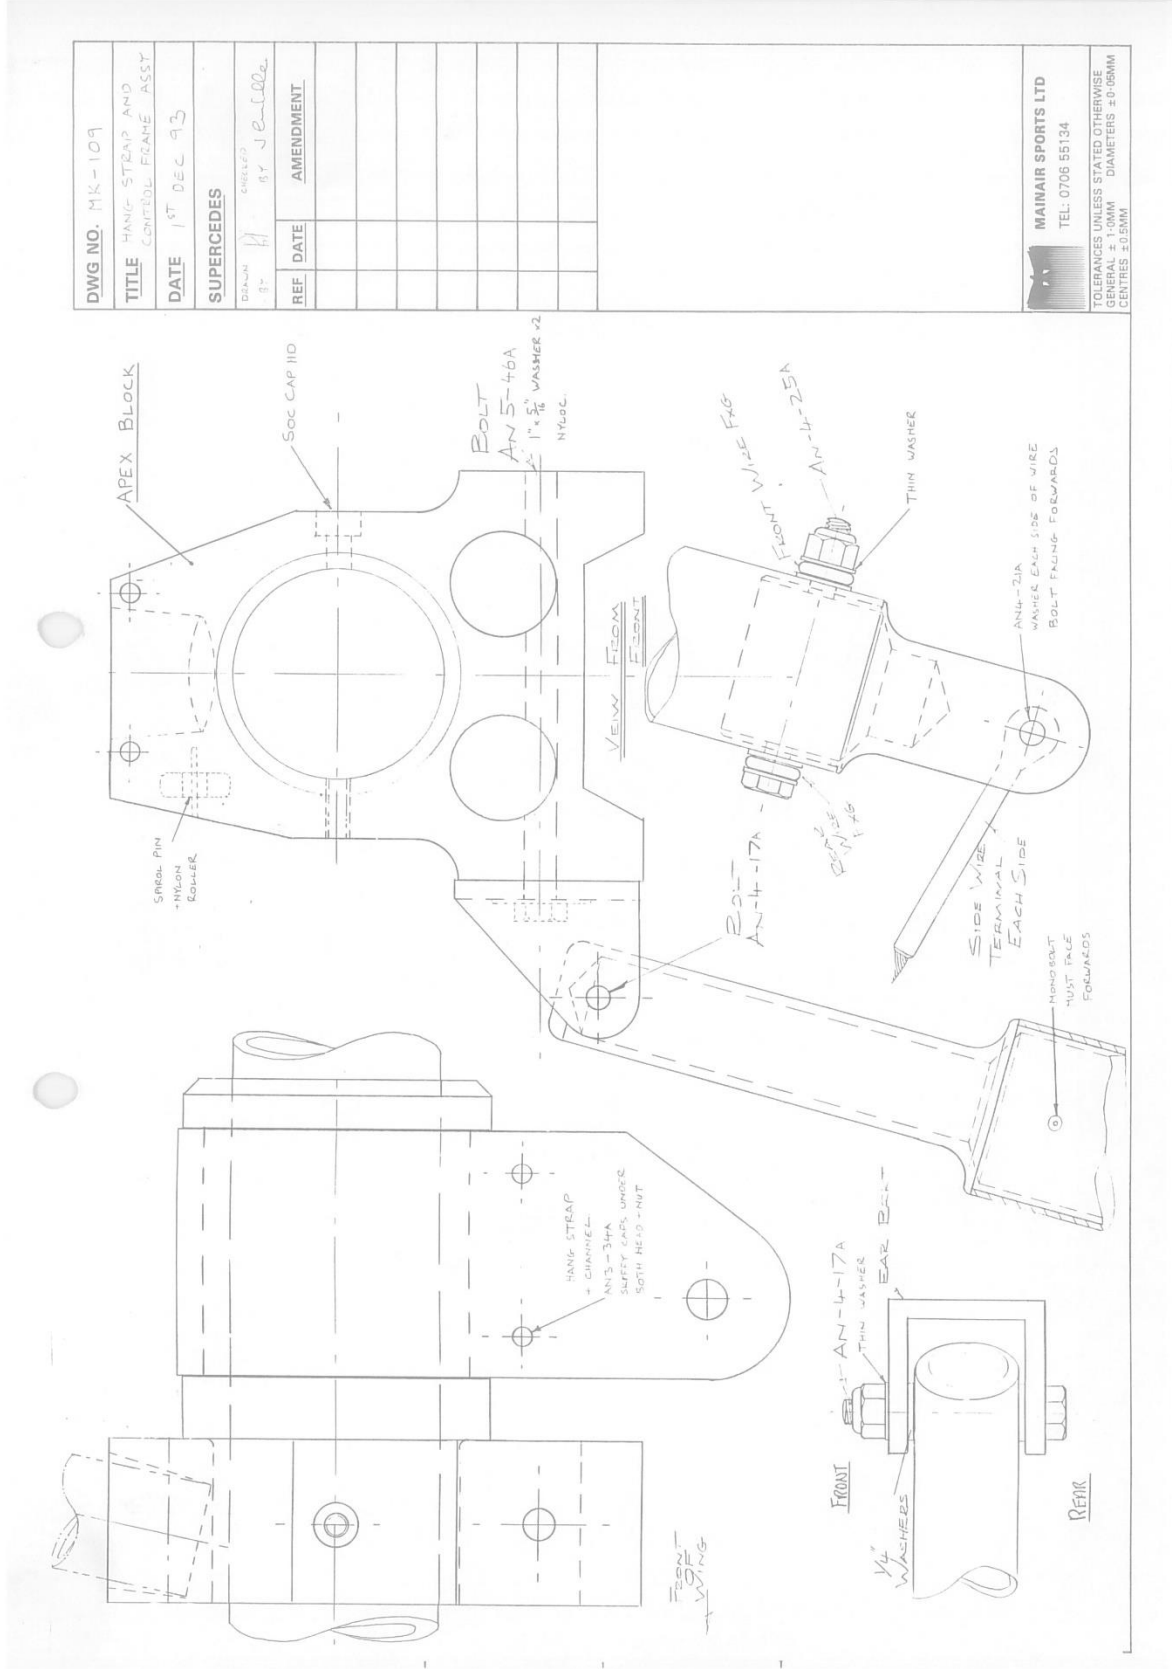 DWG NO. MK-109
TITLE HANG STRAP AND
CONTROL FRAME ASSY
DATE 1ST DEC 93
SUPERCEDES
DRAWN
BY
CHECKED
BY
REF
DATE
AMENDMENT
MAINAIR SPORTS LTD
TEL: 0706 55134
TOLERANCES UNLESS STATED OTHERWISE
GENERAL ± 1·0MM DIAMETERS ±0·05MM
CENTRES ±0.5MM
APEX BLOCK
SOC CAP HD
BOLT
AN 5-46A
1" x 5/16" WASHER x2
NYLOC.
SPIROL PIN
+NYLON
ROLLER
VEIW FROM
FRONT
FRONT WIRE FXG
AN-4-25A
THIN WASHER
BOLT
AN-4-17A
REAR
WIRE
FXG
AN4-21A
WASHER EACH SIDE OF WIRE
BOLT FACING FORWARDS
SIDE WIRE
TERMINAL
EACH SIDE
MONOBOLT
MUST FACE
FORWARDS
HANG STRAP
+ CHANNEL
AN3-34A
CAPS UNDER
BOTH HEAD + NUT
FRONT
OF
WING
AN-4-17A
THIN WASHER
FRONT
1/4"
WASHERS
REAR